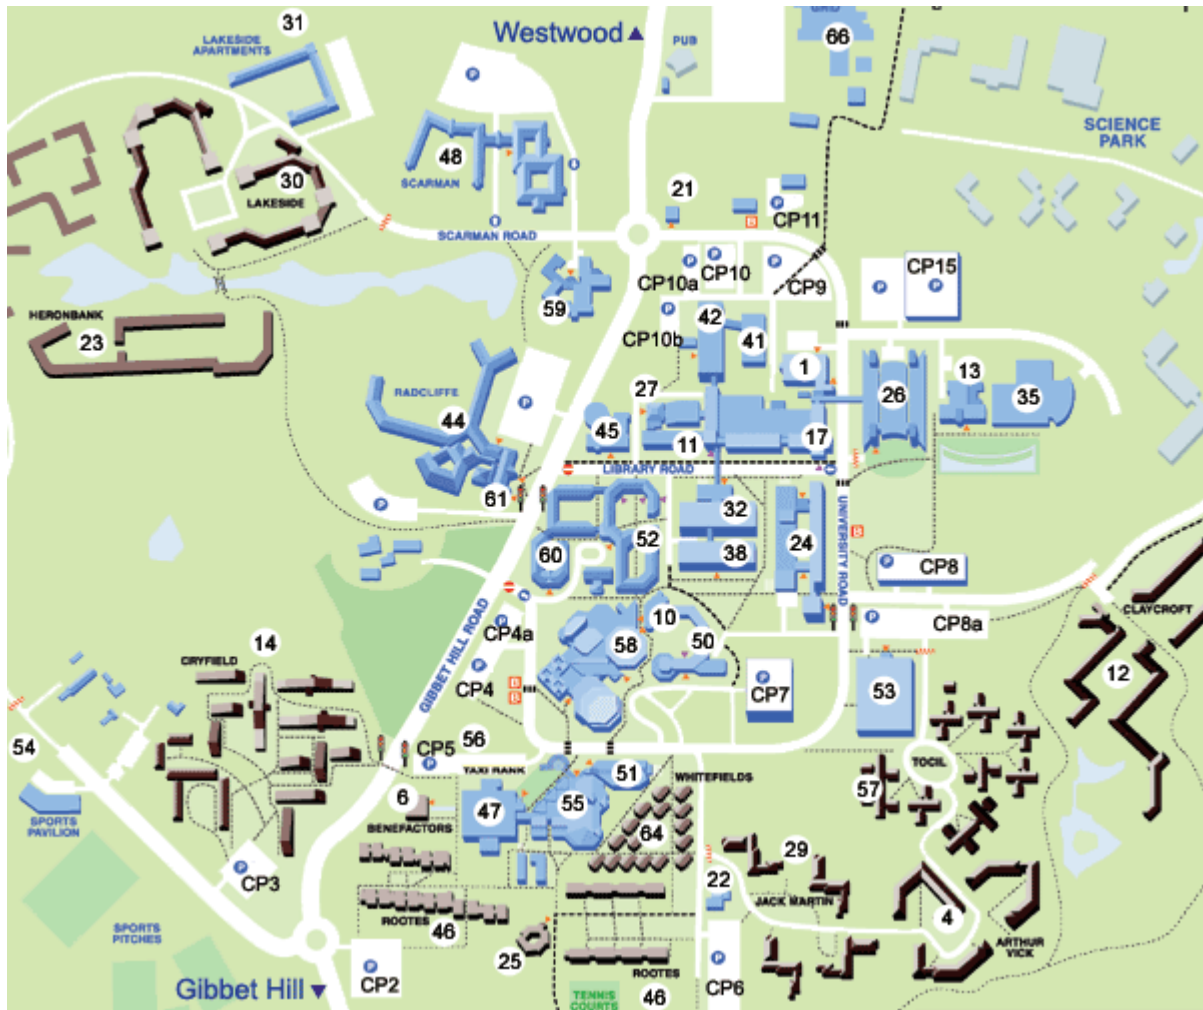 31
Westwood ▲
LAKESIDE
APARTMENTS
PUB
66
SCIENCE
PARK
48
SCARMAN
30
LAKESIDE
21
CP11
SCARMAN ROAD
CP10
CP10a
CP9
CP15
59
HERONBANK
23
42
CP10b
41
1
13
27
26
35
RADCLIFFE
44
45
11
17
LIBRARY ROAD
61
32
UNIVERSITY ROAD
52
24
60
38
CP8
CLAYCROFT
10
CP4a
58
50
CP8a
12
14
CRYFIELD
GIBBET HILL ROAD
CP4
CP7
53
54
56
CP5
TAXI RANK
51
WHITEFIELDS
TOCIL
57
6
BENEFACTORS
47
55
64
SPORTS
PAVILION
29
CP3
22
JACK MARTIN
4
ROOTES
46
SPORTS
PITCHES
ARTHUR
VICK
25
ROOTES
CP2
CP6
Gibbet Hill ▼
TENNIS
COURTS
46